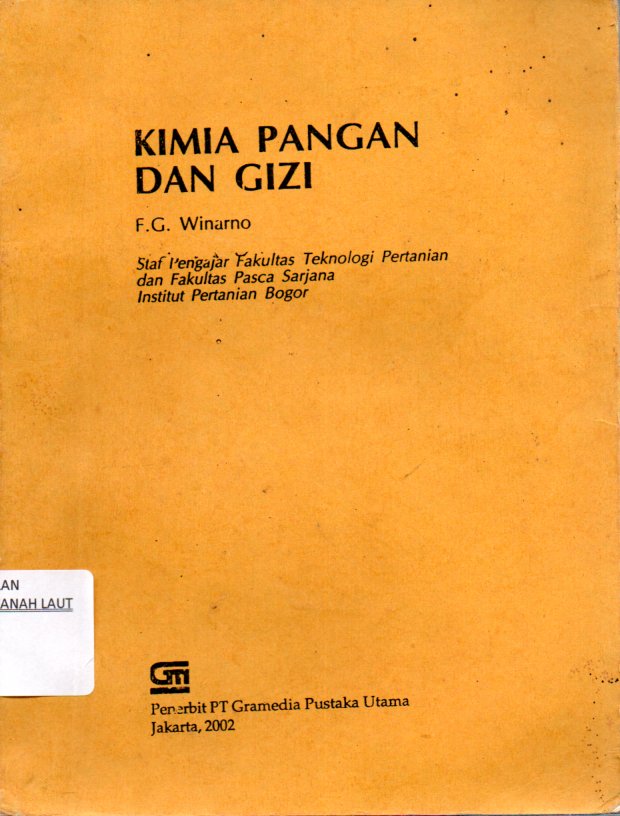 KIMIA PANGAN
DAN GIZI
F.G. Winarno
Staf Pengajar Fakultas Teknologi Pertanian
dan Fakultas Pasca Sarjana
Institut Pertanian Bogor
AN
ANAH LAUT
Gm
Penerbit PT Gramedia Pustaka Utama
Jakarta, 2002